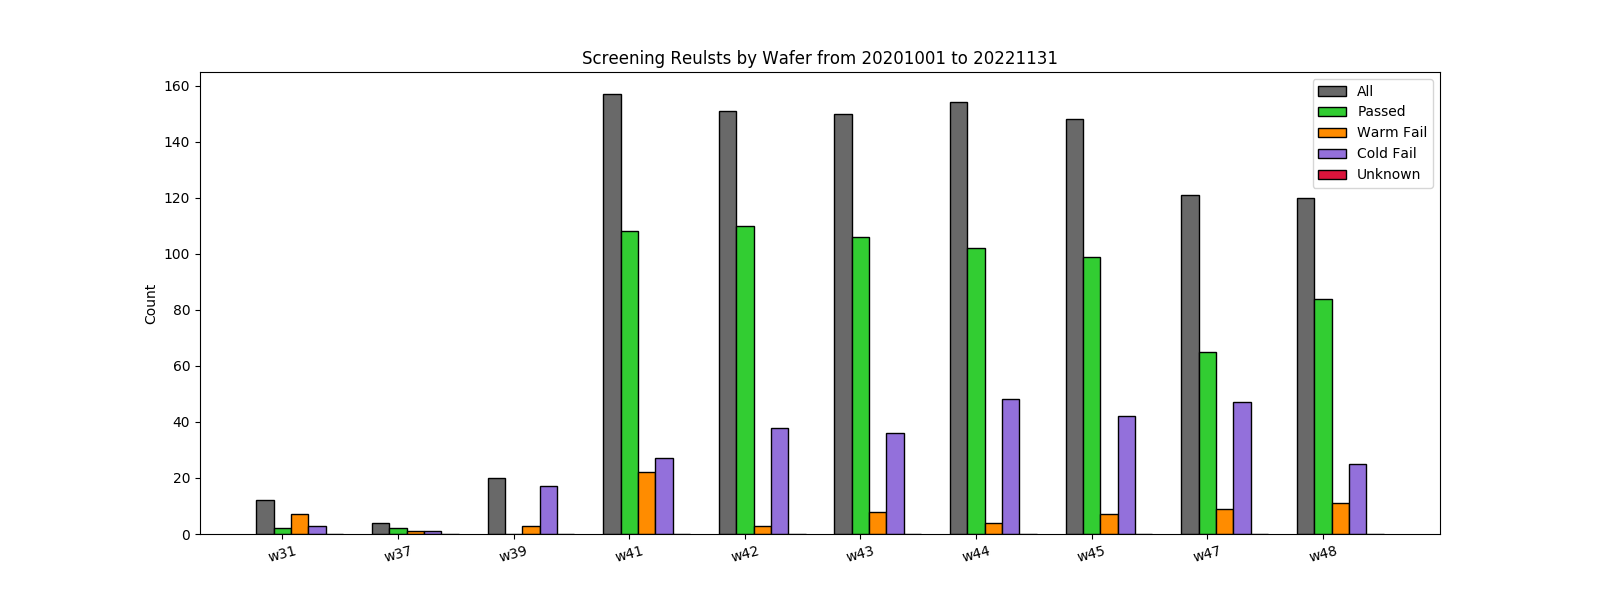 Screening Reulsts by Wafer from 20201001 to 20221131
160
140
120
100
80
60
40
20
0
Count
All
Passed
Warm Fail
Cold Fail
Unknown
w31
w37
w39
w41
w42
w43
w44
w45
w47
w48